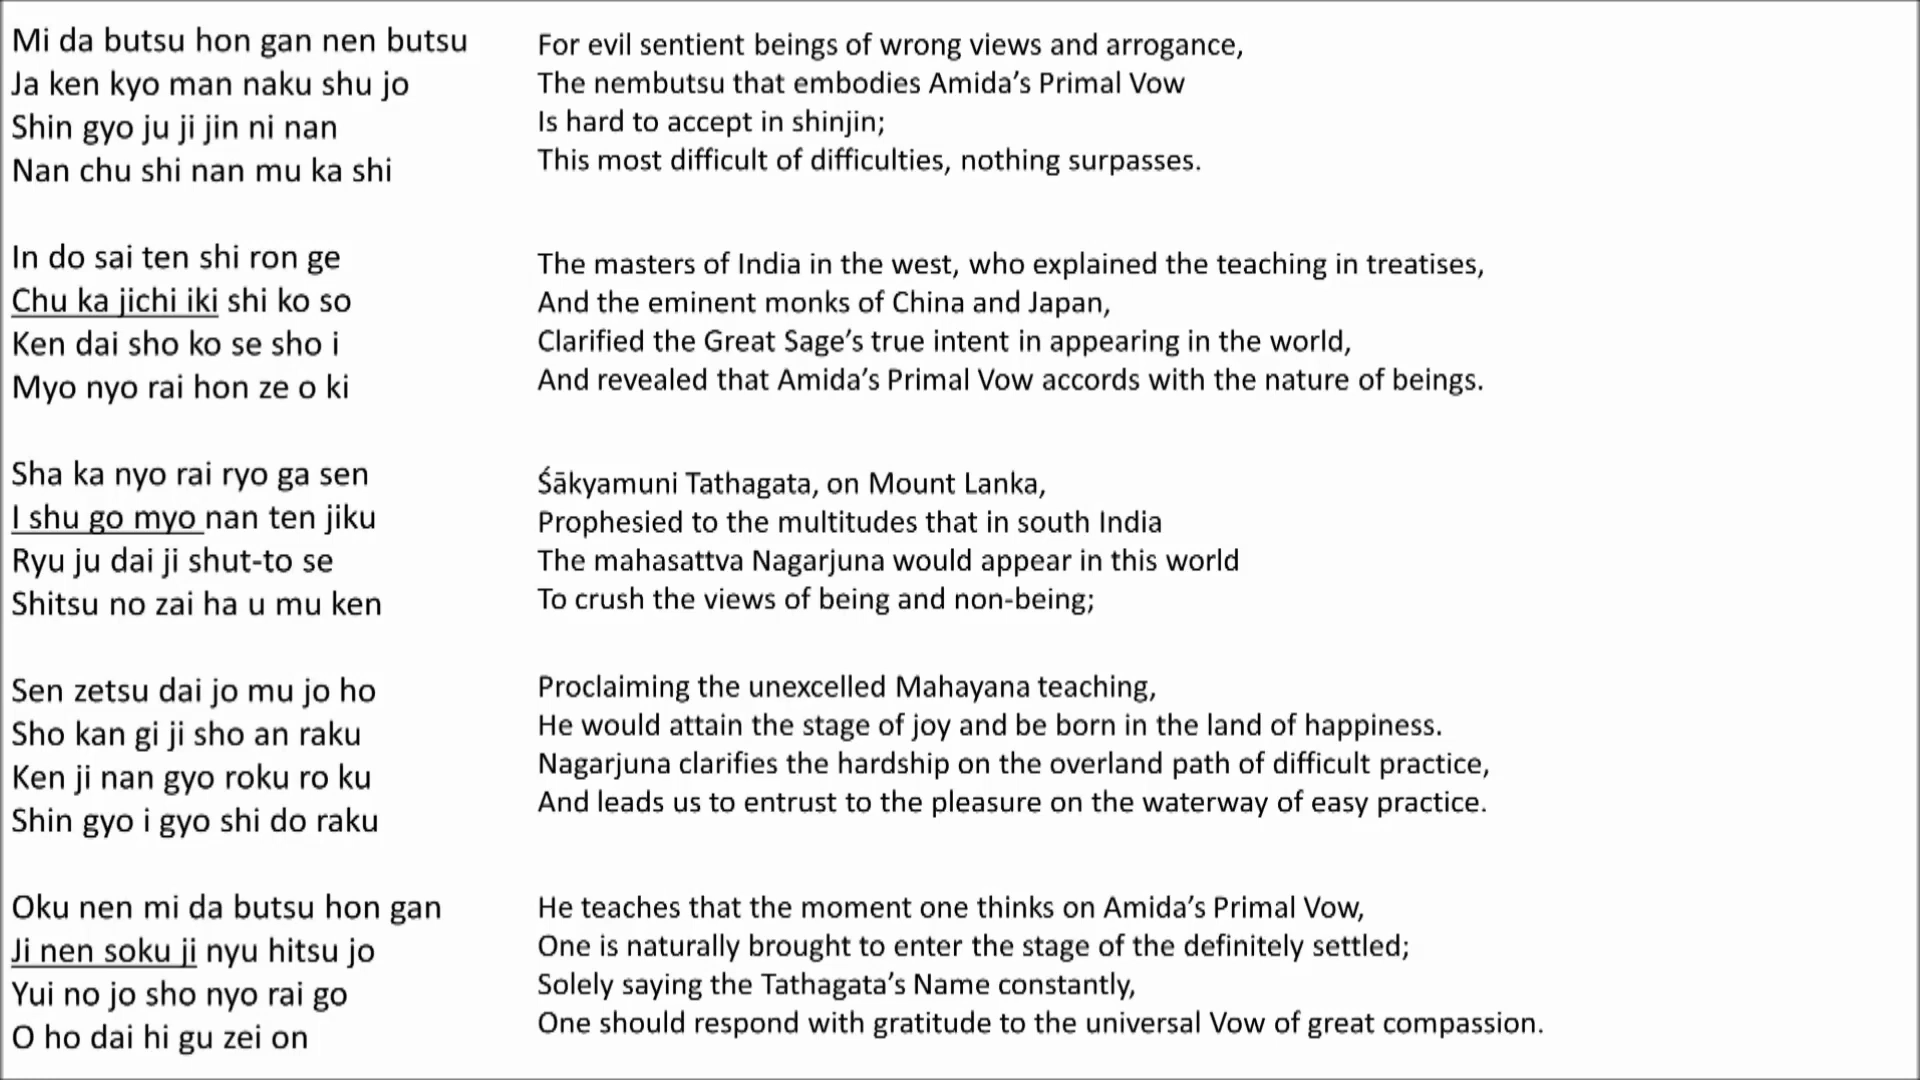 Mi da butsu hon gan nen butsu
Ja ken kyo man naku shu jo
Shin gyo ju ji jin ni nan
Nan chu shi nan mu ka shi
For evil sentient beings of wrong views and arrogance,
The nembutsu that embodies Amida’s Primal Vow
Is hard to accept in shinjin;
This most difficult of difficulties, nothing surpasses.
In do sai ten shi ron ge
Chu ka jichi iki shi ko so
Ken dai sho ko se sho i
Myo nyo rai hon ze o ki
The masters of India in the west, who explained the teaching in treatises,
And the eminent monks of China and Japan,
Clarified the Great Sage’s true intent in appearing in the world,
And revealed that Amida’s Primal Vow accords with the nature of beings.
Sha ka nyo rai ryo ga sen
I shu go myo nan ten jiku
Ryu ju dai ji shut-to se
Shitsu no zai ha u mu ken
Śākyamuni Tathagata, on Mount Lanka,
Prophesied to the multitudes that in south India
The mahasattva Nagarjuna would appear in this world
To crush the views of being and non-being;
Sen zetsu dai jo mu jo ho
Sho kan gi ji sho an raku
Ken ji nan gyo roku ro ku
Shin gyo i gyo shi do raku
Proclaiming the unexcelled Mahayana teaching,
He would attain the stage of joy and be born in the land of happiness.
Nagarjuna clarifies the hardship on the overland path of difficult practice,
And leads us to entrust to the pleasure on the waterway of easy practice.
Oku nen mi da butsu hon gan
Ji nen soku ji nyu hitsu jo
Yui no jo sho nyo rai go
O ho dai hi gu zei on
He teaches that the moment one thinks on Amida’s Primal Vow,
One is naturally brought to enter the stage of the definitely settled;
Solely saying the Tathagata’s Name constantly,
One should respond with gratitude to the universal Vow of great compassion.